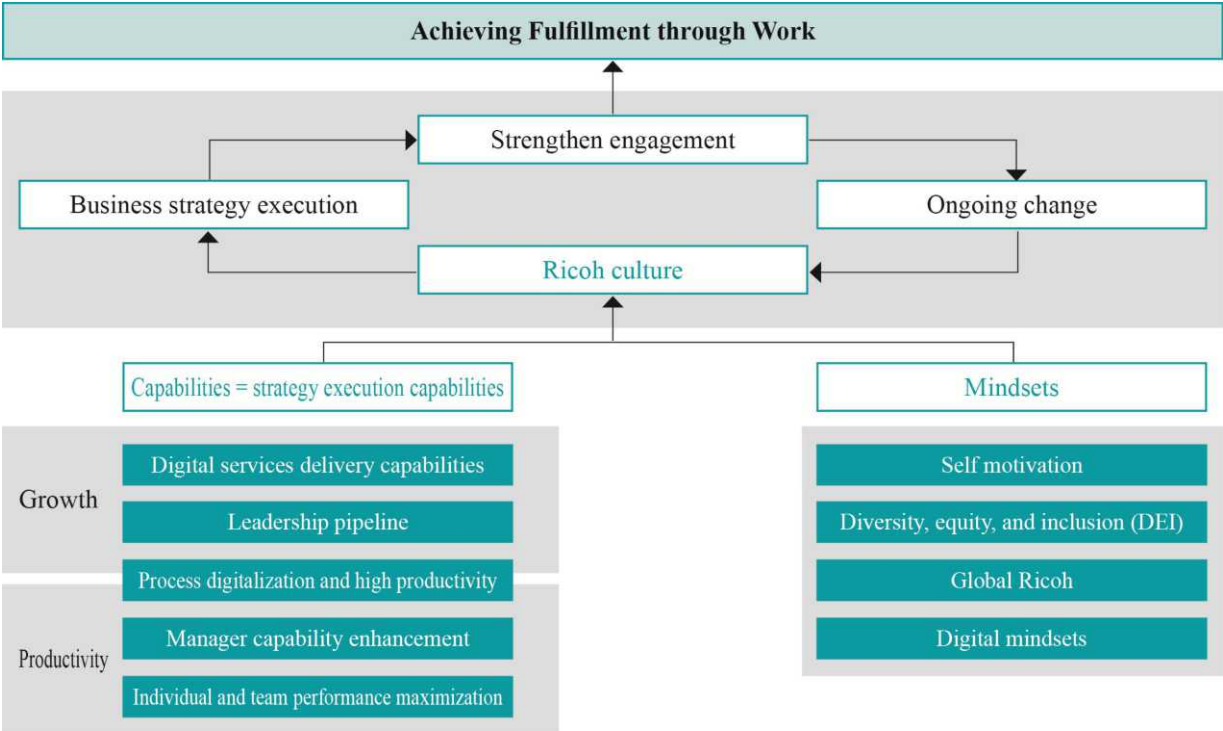 Achieving Fulfillment through Work
Strengthen engagement
Business strategy execution
Ongoing change
Ricoh culture
Capabilities = strategy execution capabilities
Mindsets
Growth
Digital services delivery capabilities
Leadership pipeline
Process digitalization and high productivity
Productivity
Manager capability enhancement
Individual and team performance maximization
Self motivation
Diversity, equity, and inclusion (DEI)
Global Ricoh
Digital mindsets